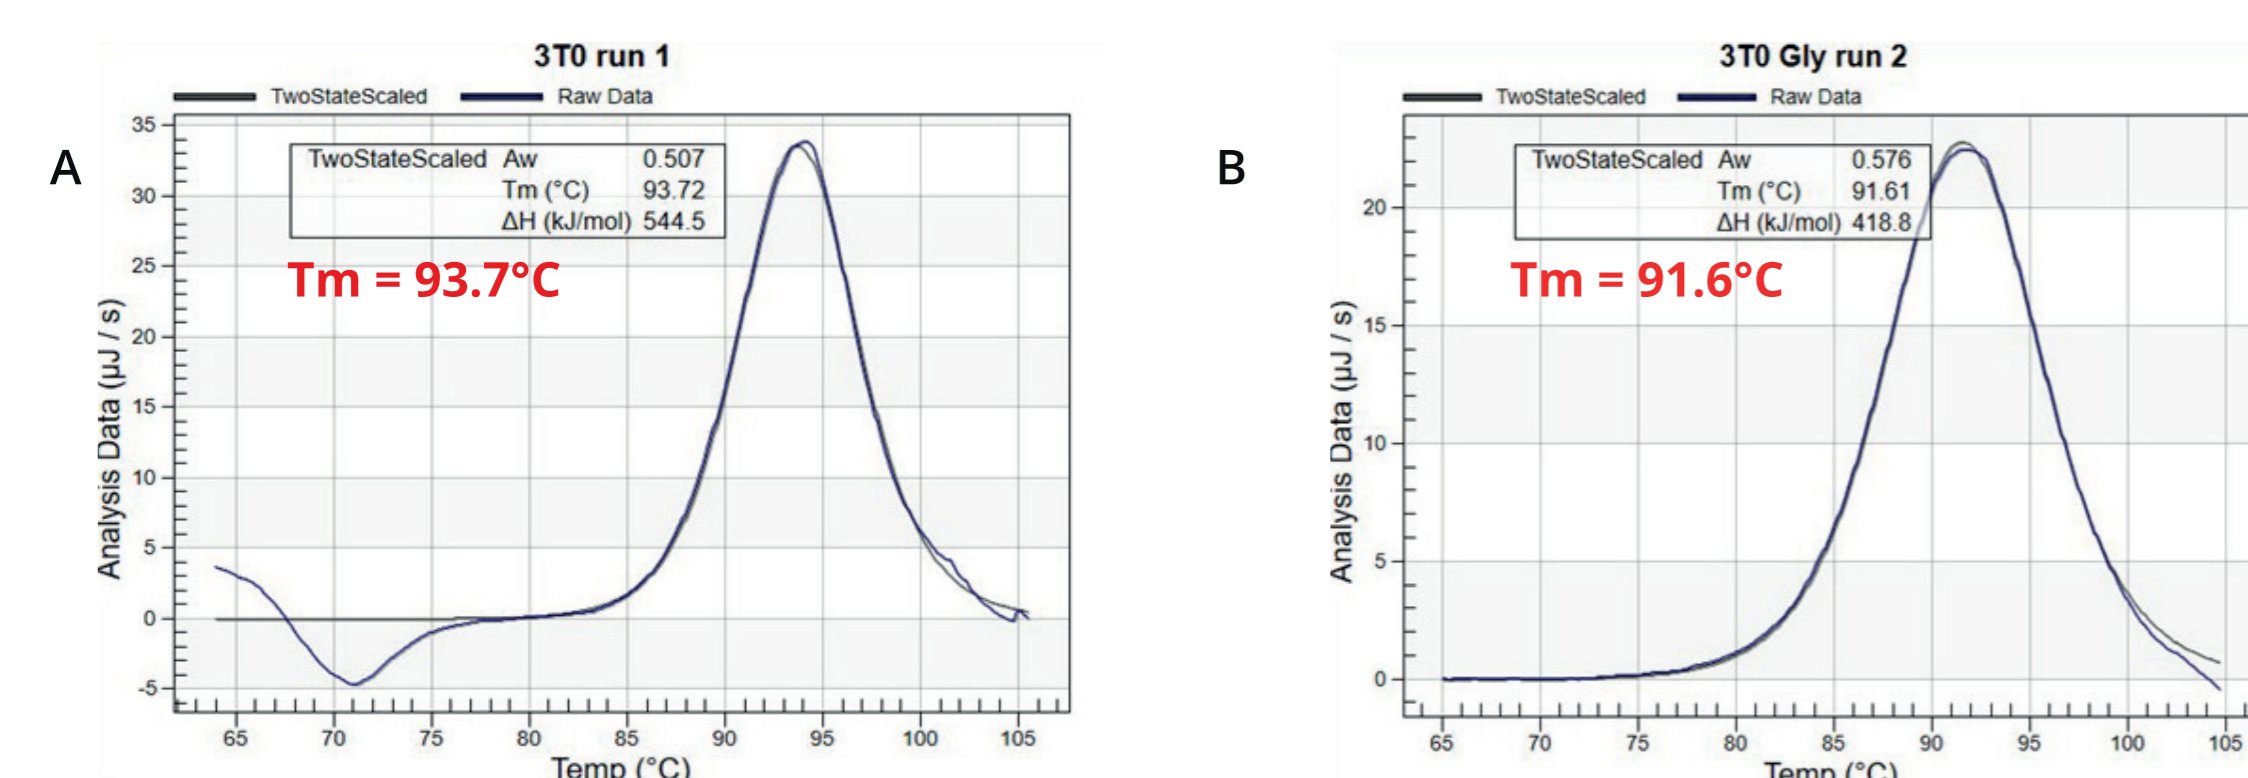 A
3T0 run 1
TwoStateScaled Raw Data
TwoStateScaled Aw 0.507
Tm (°C) 93.72
ΔH (kJ/mol) 544.5
Tm = 93.7°C
Analysis Data (µJ / s)
35
30
25
20
15
10
5
0
-5
65 70 75 80 85 90 95 100 105
Temp (°C)
B
3T0 Gly run 2
TwoStateScaled Raw Data
TwoStateScaled Aw 0.576
Tm (°C) 91.61
ΔH (kJ/mol) 418.8
Tm = 91.6°C
Analysis Data (µJ / s)
20
15
10
5
0
65 70 75 80 85 90 95 100 105
Temp (°C)